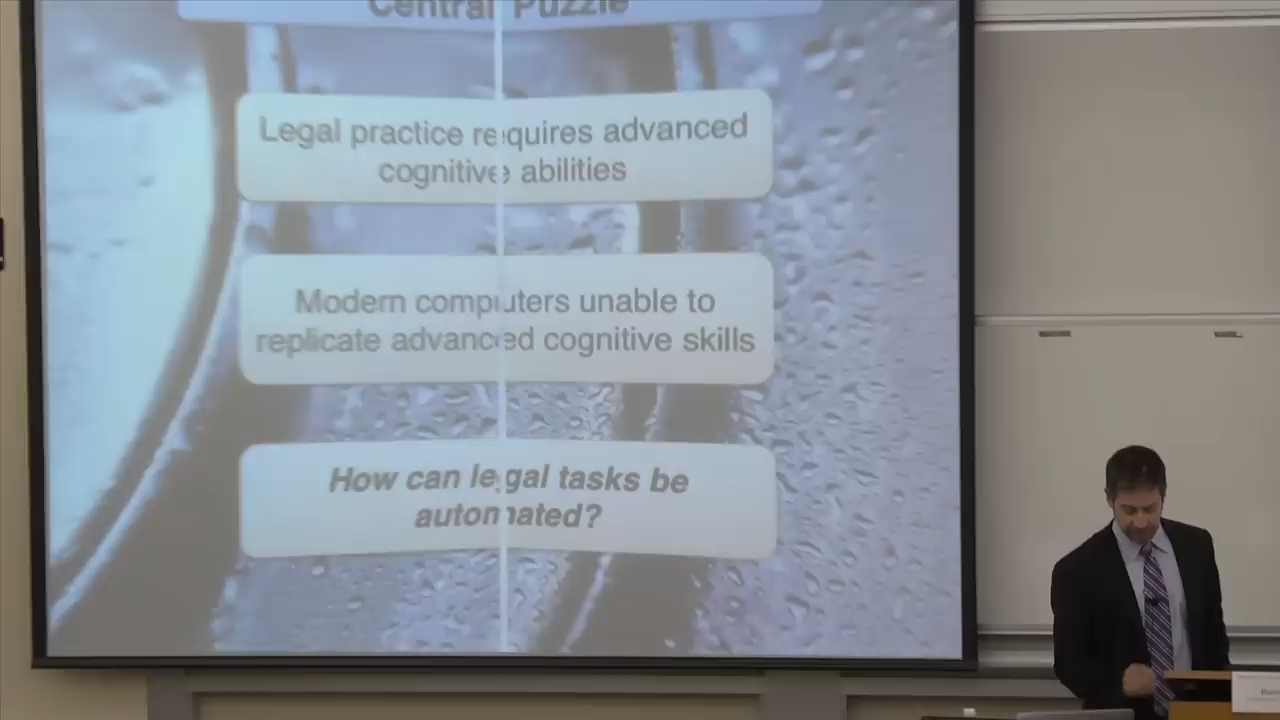 Central Puzzle
Legal practice requires advanced
cognitive abilities
Modern computers unable to
replicate advanced cognitive skills
How can legal tasks be
automated?